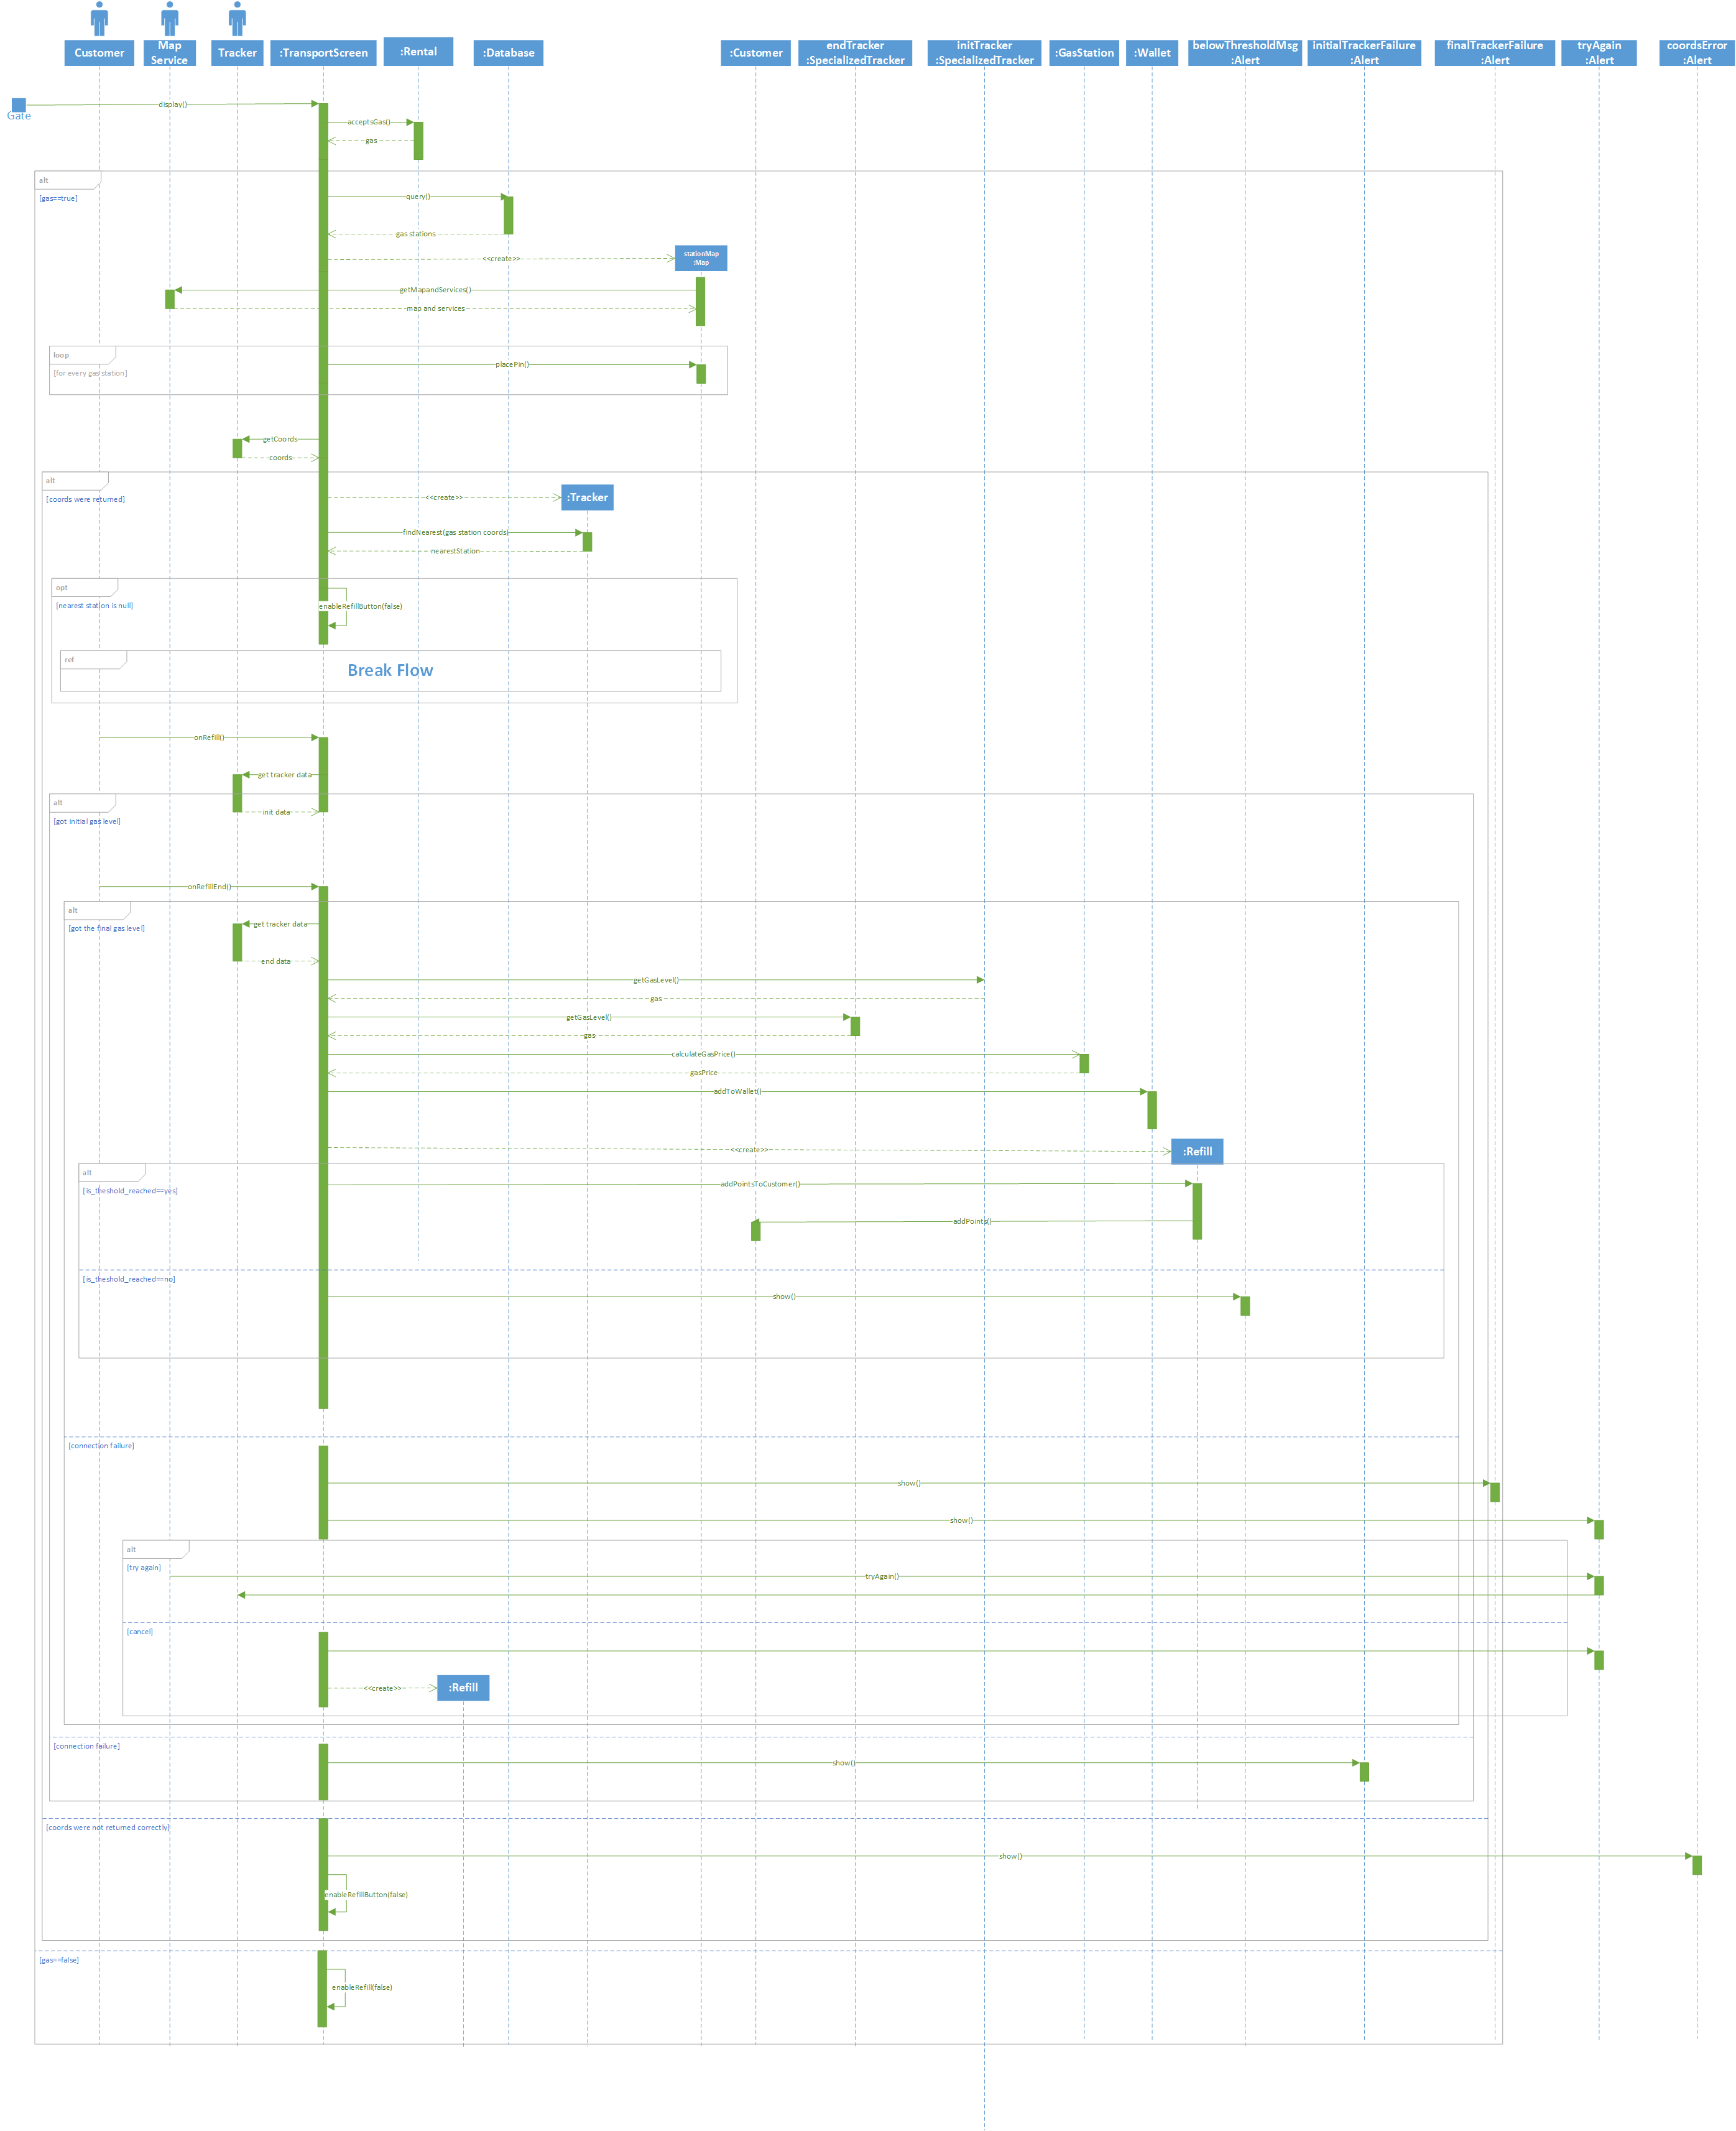 Customer
Map
Service
Tracker
:TransportScreen
:Rental
:Database
:Customer
endTracker
:SpecializedTracker
initTracker
:SpecializedTracker
:GasStation
:Wallet
belowThresholdMsg
:Alert
initialTrackerFailure
:Alert
finalTrackerFailure
:Alert
tryAgain
:Alert
coordsError
:Alert
Gate
display()
acceptsGas()
gas
alt
[gas==true]
query()
gas stations
<<create>>
stationMap
:Map
getMapandServices()
map and services
loop
[for every gas station]
placePin()
getCoords
coords
alt
[coords were returned]
<<create>>
:Tracker
findNearest(gas station coords)
nearestStation
opt
[nearest station is null]
enableRefillButton(false)
ref
Break Flow
onRefill()
get tracker data
alt
init data
[got initial gas level]
onRefillEnd()
alt
[got the final gas level]
get tracker data
end data
getGasLevel()
gas
getGasLevel()
gas
calculateGasPrice()
gasPrice
addToWallet()
<<create>>
:Refill
alt
[is_theshold_reached==yes]
addPointsToCustomer()
addPoints()
[is_theshold_reached==no]
show()
[connection failure]
show()
show()
alt
[try again]
tryAgain()
[cancel]
<<create>>
:Refill
[connection failure]
show()
[coords were not returned correctly]
show()
enableRefillButton(false)
[gas==false]
enableRefill(false)